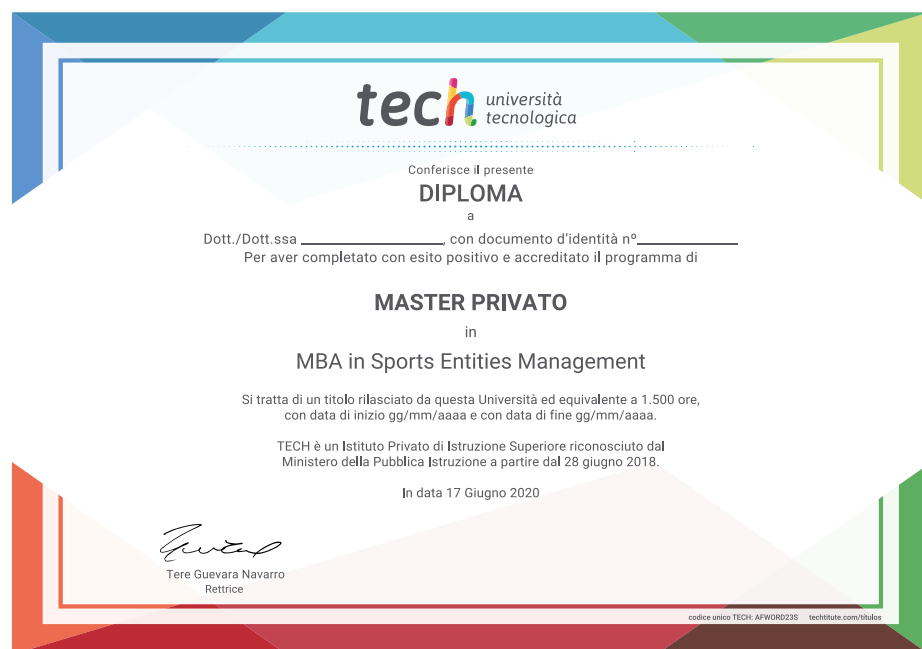 tech università
tecnologica
Conferisce il presente
DIPLOMA
a
Dott./Dott.ssa ____________________, con documento d'identità nº______________
Per aver completato con esito positivo e accreditato il programma di
MASTER PRIVATO
in
MBA in Sports Entities Management
Si tratta di un titolo rilasciato da questa Università ed equivalente a 1.500 ore,
con data di inizio gg/mm/aaaa e con data di fine gg/mm/aaaa.
TECH è un Istituto Privato di Istruzione Superiore riconosciuto dal
Ministero della Pubblica Istruzione a partire dal 28 giugno 2018.
In data 17 Giugno 2020
Tere Guevara Navarro
Rettrice
codice unico TECH: AFWORD23S techtitute.com/titulos